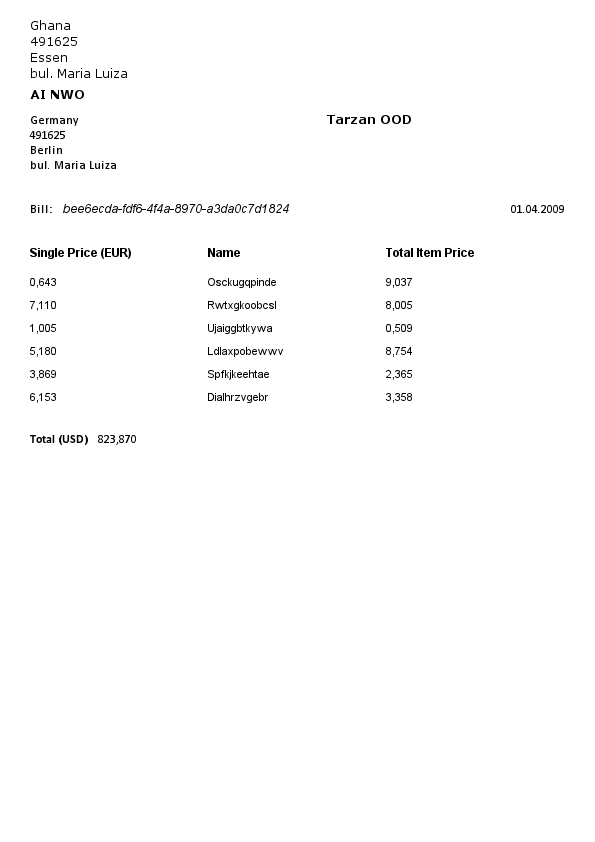 Ghana
491625
Essen
bul. Maria Luiza
AI NWO
Germany
491625
Berlin
bul. Maria Luiza
Tarzan OOD
Bill: bee6ecda-fdf6-4f4a-8970-a3da0c7d1824 01.04.2009
Single Price (EUR) Name Total Item Price
0,643 Osckugqpinde 9,037
7,110 Rwtxgkoobcsl 8,005
1,005 Ujaiggbtkywa 0,509
5,180 Ldlaxpobewwv 8,754
3,869 Spfkjkeehtae 2,365
6,153 Dialhrzvgebr 3,358
Total (USD) 823,870